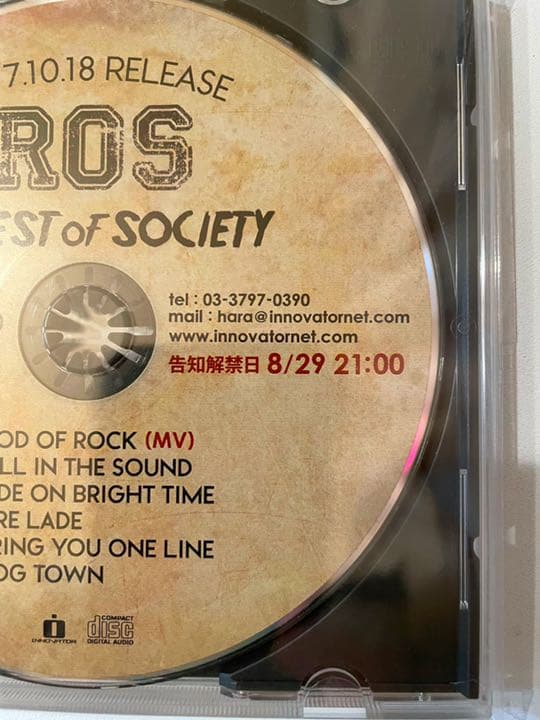 7.10.18 RELEASE
ROS
EST OF SOCIETY
tel : 03-3797-0390
mail : hara@innovatornet.com
www.innovatornet.com
告知解禁日 8/29 21:00
OD OF ROCK (MV)
LL IN THE SOUND
DE ON BRIGHT TIME
RE LADE
RING YOU ONE LINE
OG TOWN
INNOVATOR
COMPACT
disc
DIGITAL AUDIO